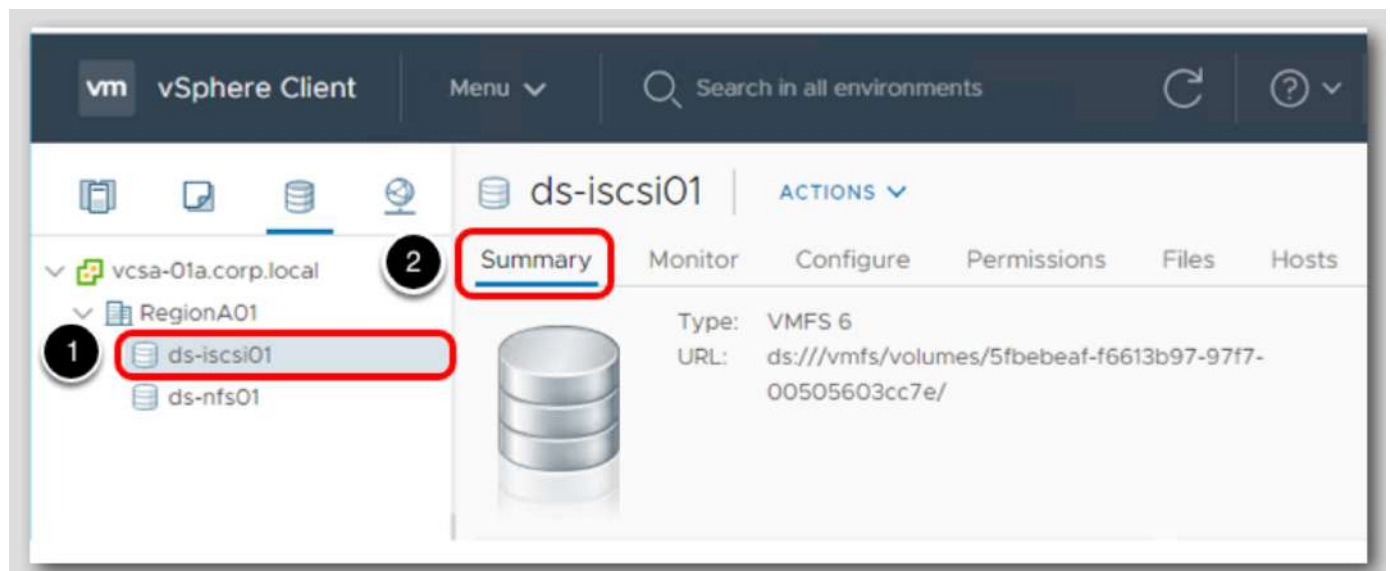 vm vSphere Client Menu Search in all environments
ds-iscsi01 ACTIONS
Summary Monitor Configure Permissions Files Hosts
2
vcsa-01a.corp.local
RegionA01
1
ds-iscsi01
ds-nfs01
Type: VMFS 6
URL: ds:///vmfs/volumes/5fbebeaf-f6613b97-97f7-
00505603cc7e/